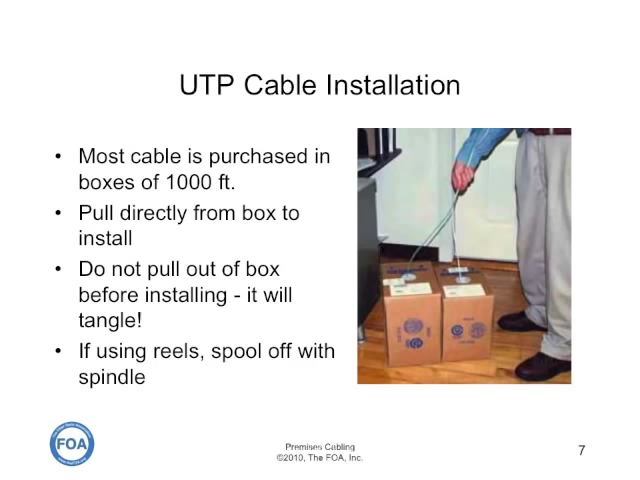 UTP Cable Installation
• Most cable is purchased in
boxes of 1000 ft.
• Pull directly from box to
install
• Do not pull out of box
before installing - it will
tangle!
• If using reels, spool off with
spindle
FOA
Premises Cabling
©2010, The FOA, Inc.
7